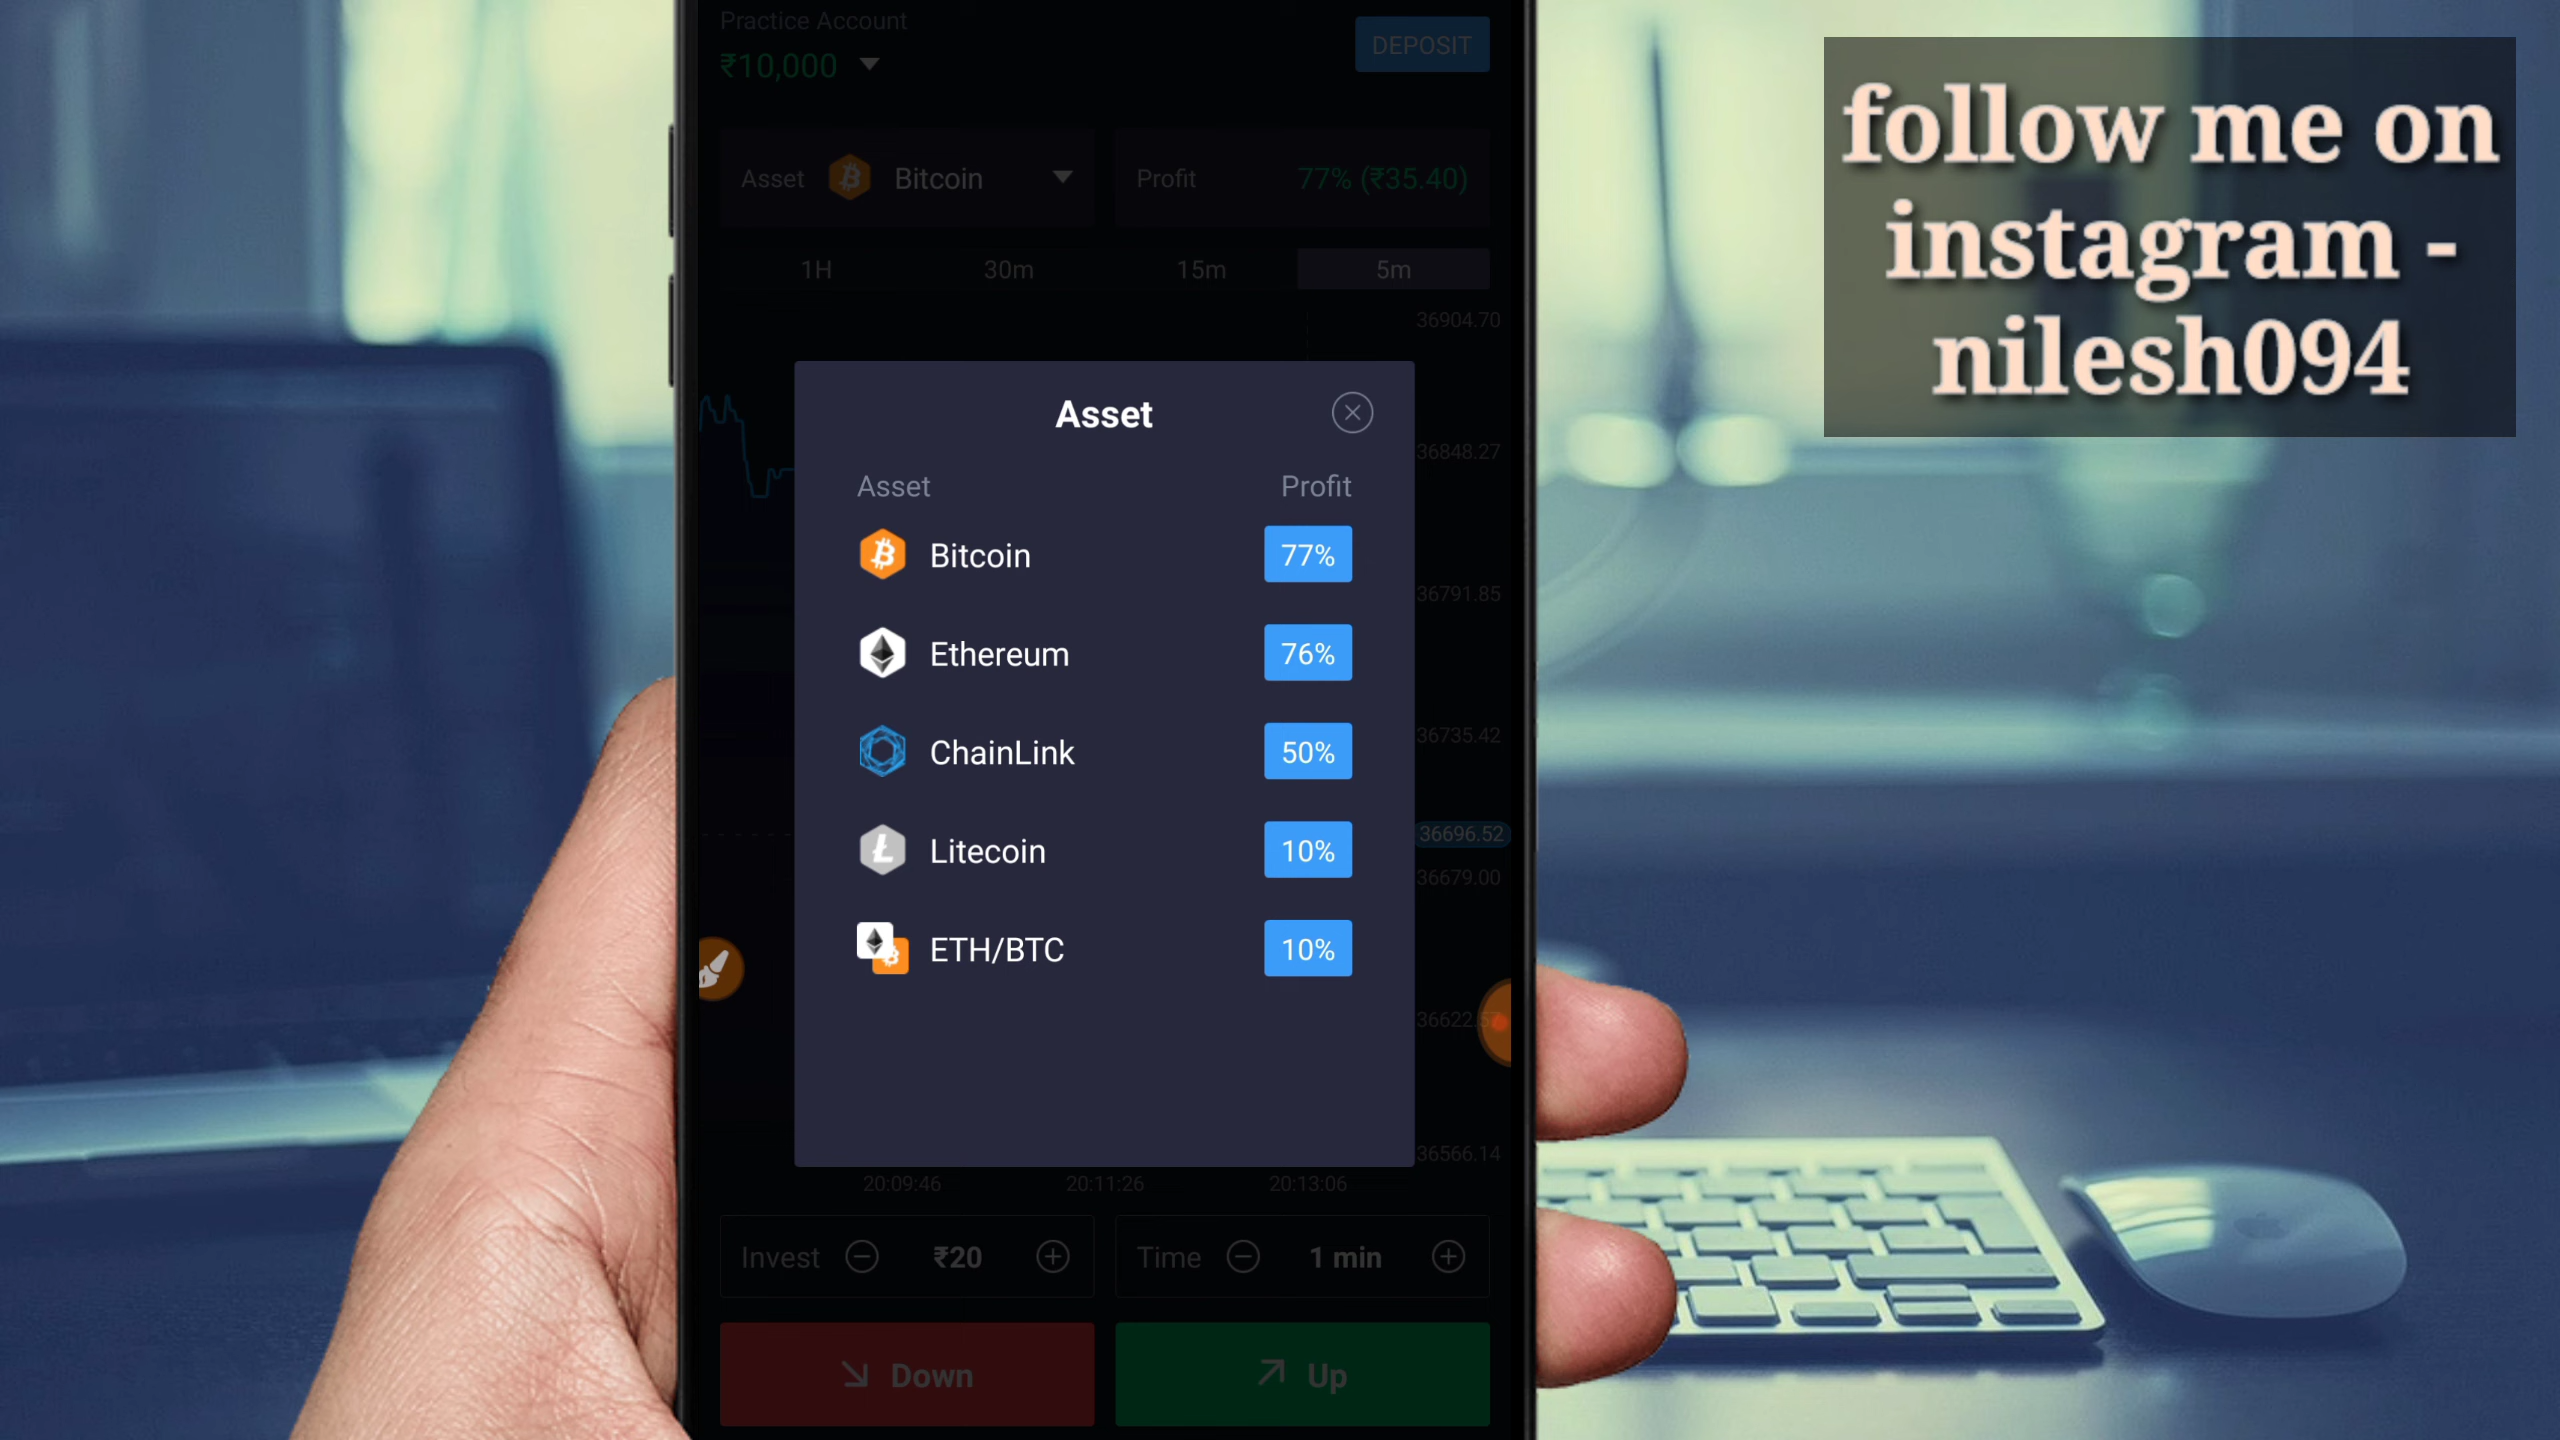 Practice Account
₹10,000
DEPOSIT
Asset Bitcoin
Profit 77% (₹35.40)
1H 30m 15m 5m
36904.70
36848.27
36791.85
36735.42
36696.52
36679.00
36622.5
36566.14
Asset
Asset Profit
Bitcoin 77%
Ethereum 76%
ChainLink 50%
Litecoin 10%
ETH/BTC 10%
20:09:46 20:11:26 20:13:06
Invest ₹20
Time 1 min
Down
Up
follow me on
instagram -
nilesh094